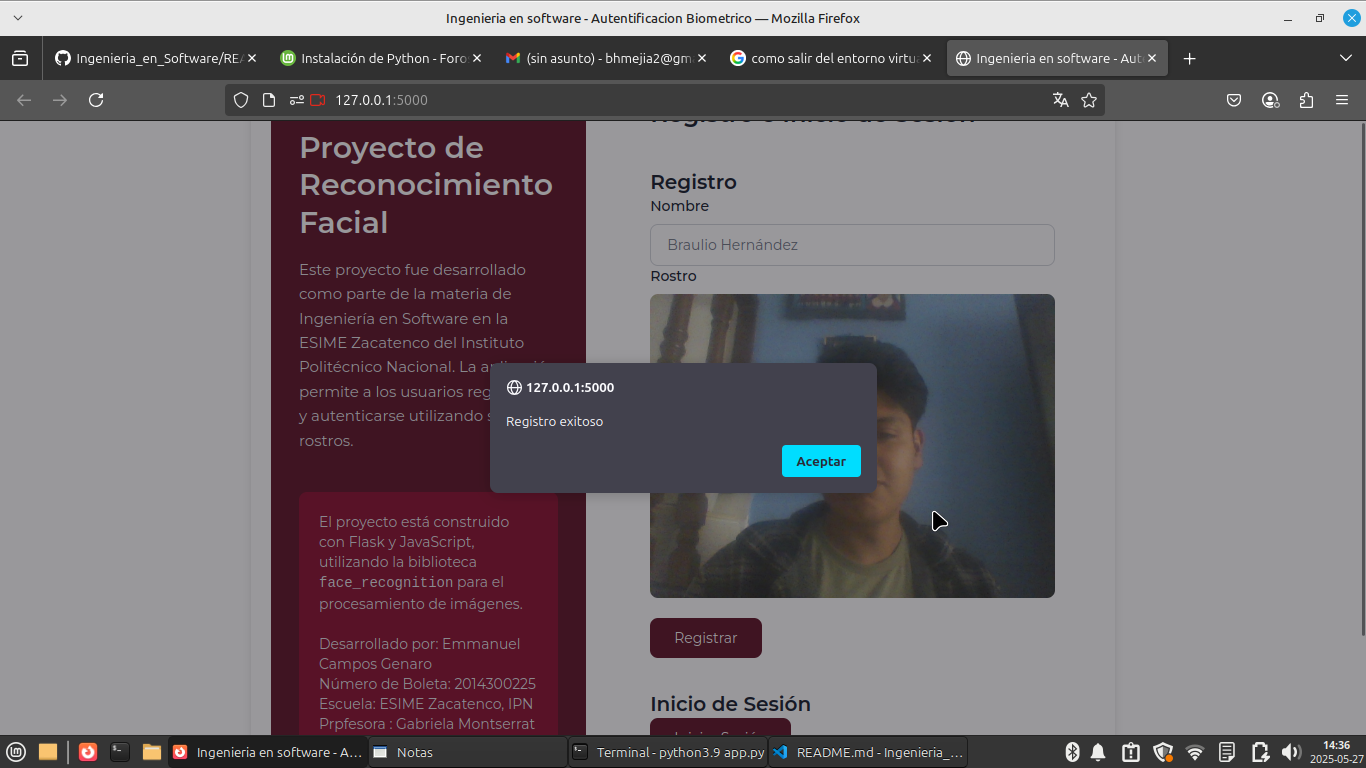 Ingenieria en software - Autentificacion Biometrico — Mozilla Firefox
Ingenieria_en_Software/REA
Instalación de Python - Foro
(sin asunto) - bhmejia2@gm
como salir del entorno virtu
Ingenieria en software - Aut
127.0.0.1:5000
Proyecto de
Reconocimiento
Facial
Este proyecto fue desarrollado
como parte de la materia de
Ingeniería en Software en la
ESIME Zacatenco del Instituto
Politécnico Nacional. La
permite a los usuarios
y autenticarse utilizando
rostros.
El proyecto está construido
con Flask y JavaScript,
utilizando la biblioteca
face_recognition para el
procesamiento de imágenes.
Desarrollado por: Emmanuel
Campos Genaro
Número de Boleta: 2014300225
Escuela: ESIME Zacatenco, IPN
Prpfesora : Gabriela Montserrat
Registro o Inicio de Sesión
Registro
Nombre
Braulio Hernández
Rostro
127.0.0.1:5000
Registro exitoso
Aceptar
Registrar
Inicio de Sesión
Ingenieria en software - A...
Notas
Terminal - python3.9 app.py
README.md - Ingenieria_...
14:36
2025-05-27